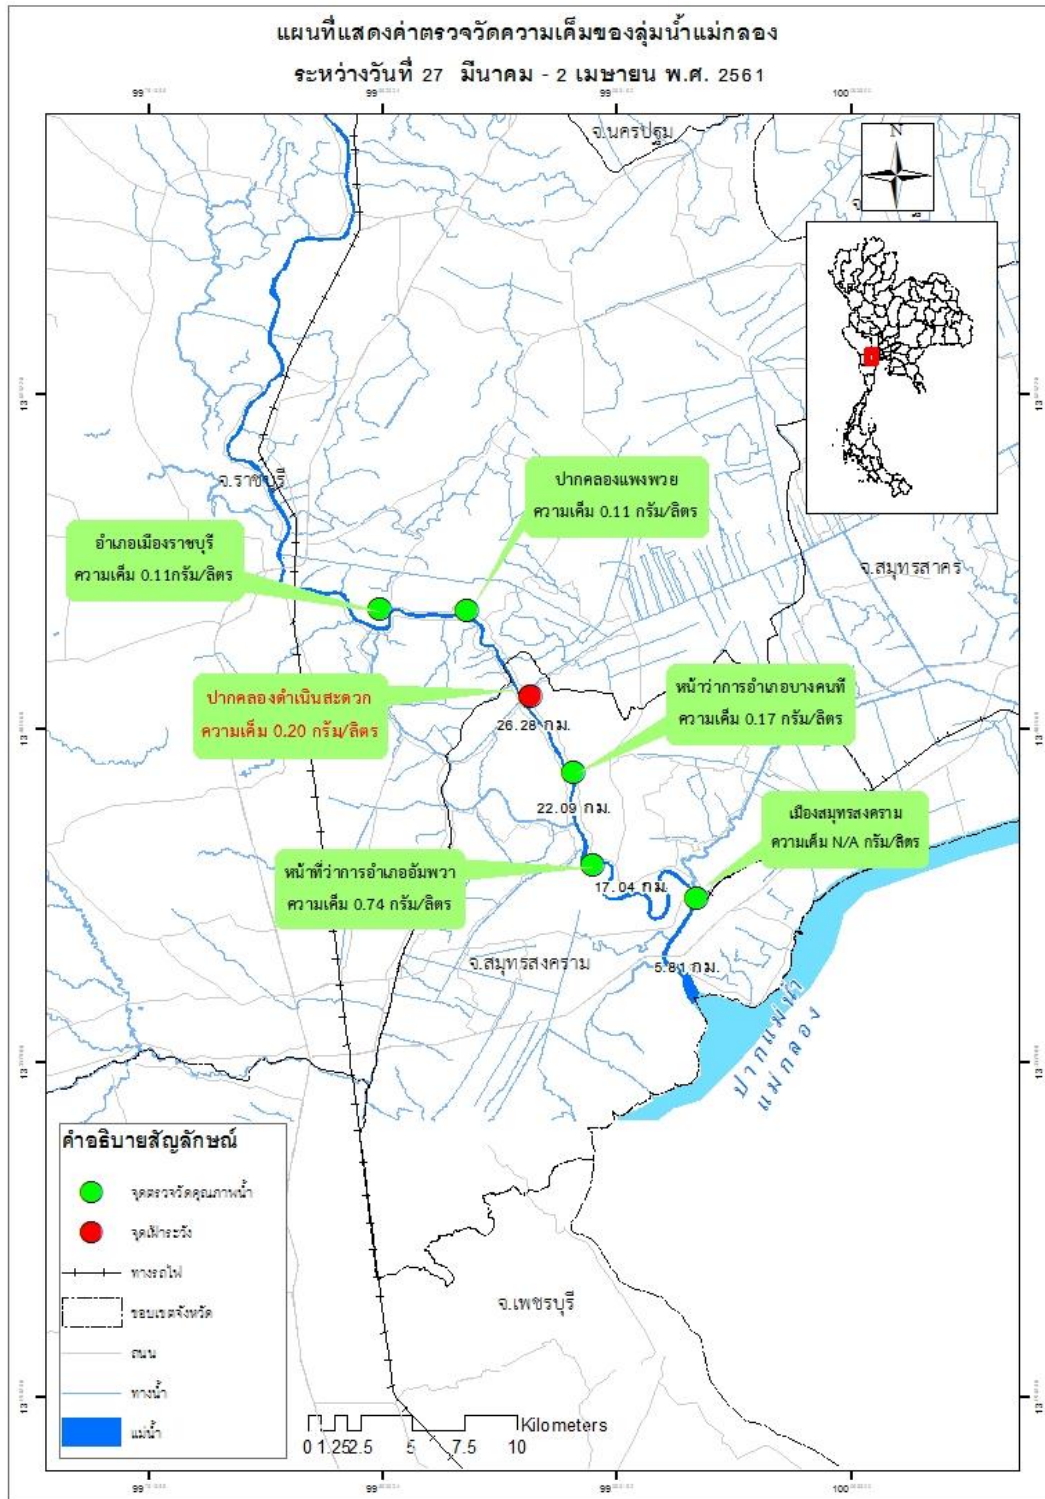 แผนที่แสดงค่าตรวจวัดความเค็มของลุ่มน้ำแม่กลอง
ระหว่างวันที่ 27 มีนาคม - 2 เมษายน พ.ศ. 2561
จ.นครปฐม
N
จ.ราชบุรี
ปากคลองแพงพวย
ความเค็ม 0.11 กรัม/ลิตร
อำเภอเมืองราชบุรี
ความเค็ม 0.11กรัม/ลิตร
จ.สมุทรสาคร
ปากคลองดำเนินสะดวก
ความเค็ม 0.20 กรัม/ลิตร
26.28 กม.
หน้าว่าการอำเภอบางคนที
ความเค็ม 0.17 กรัม/ลิตร
22.09 กม.
เมืองสมุทรสงคราม
ความเค็ม N/A กรัม/ลิตร
หน้าที่ว่าการอำเภออัมพวา
ความเค็ม 0.74 กรัม/ลิตร
17.04 กม.
จ.สมุทรสงคราม
5.81 กม.
ปากแม่น้ำ
แม่กลอง
คำอธิบายสัญลักษณ์
จุดตรวจวัดคุณภาพน้ำ
จุดเฝ้าระวัง
ทางรถไฟ
ขอบเขตจังหวัด
ถนน
ทางน้ำ
แม่น้ำ
จ.เพชรบุรี
Kilometers
0 1.25 2.5 5 7.5 10